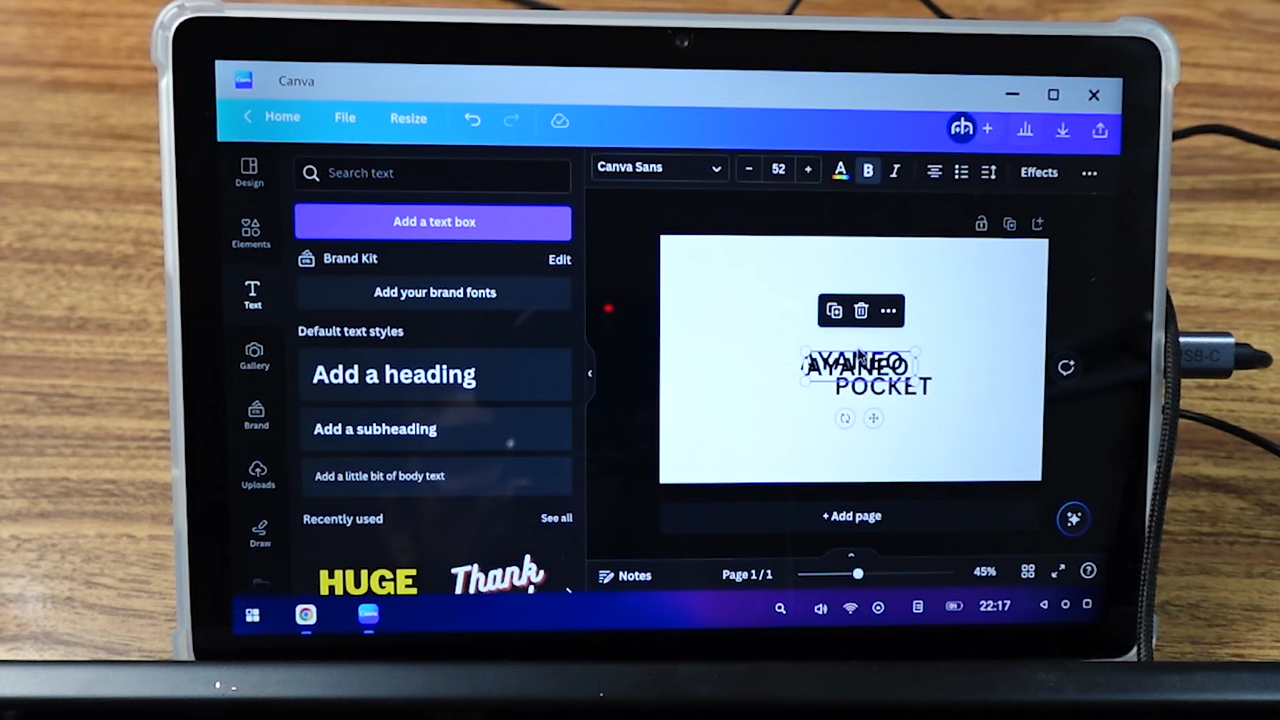 Canva
Home File Resize
Design
Elements
Text
Gallery
Brand
Uploads
Draw
Search text
Add a text box
Brand Kit Edit
Add your brand fonts
Default text styles
Add a heading
Add a subheading
Add a little bit of body text
Recently used See all
HUGE
Thank
Canva Sans
- 52 +
A B I
Effects
AYANEO
AYANEO
POCKET
+ Add page
Notes
Page 1 / 1
45%
22:17